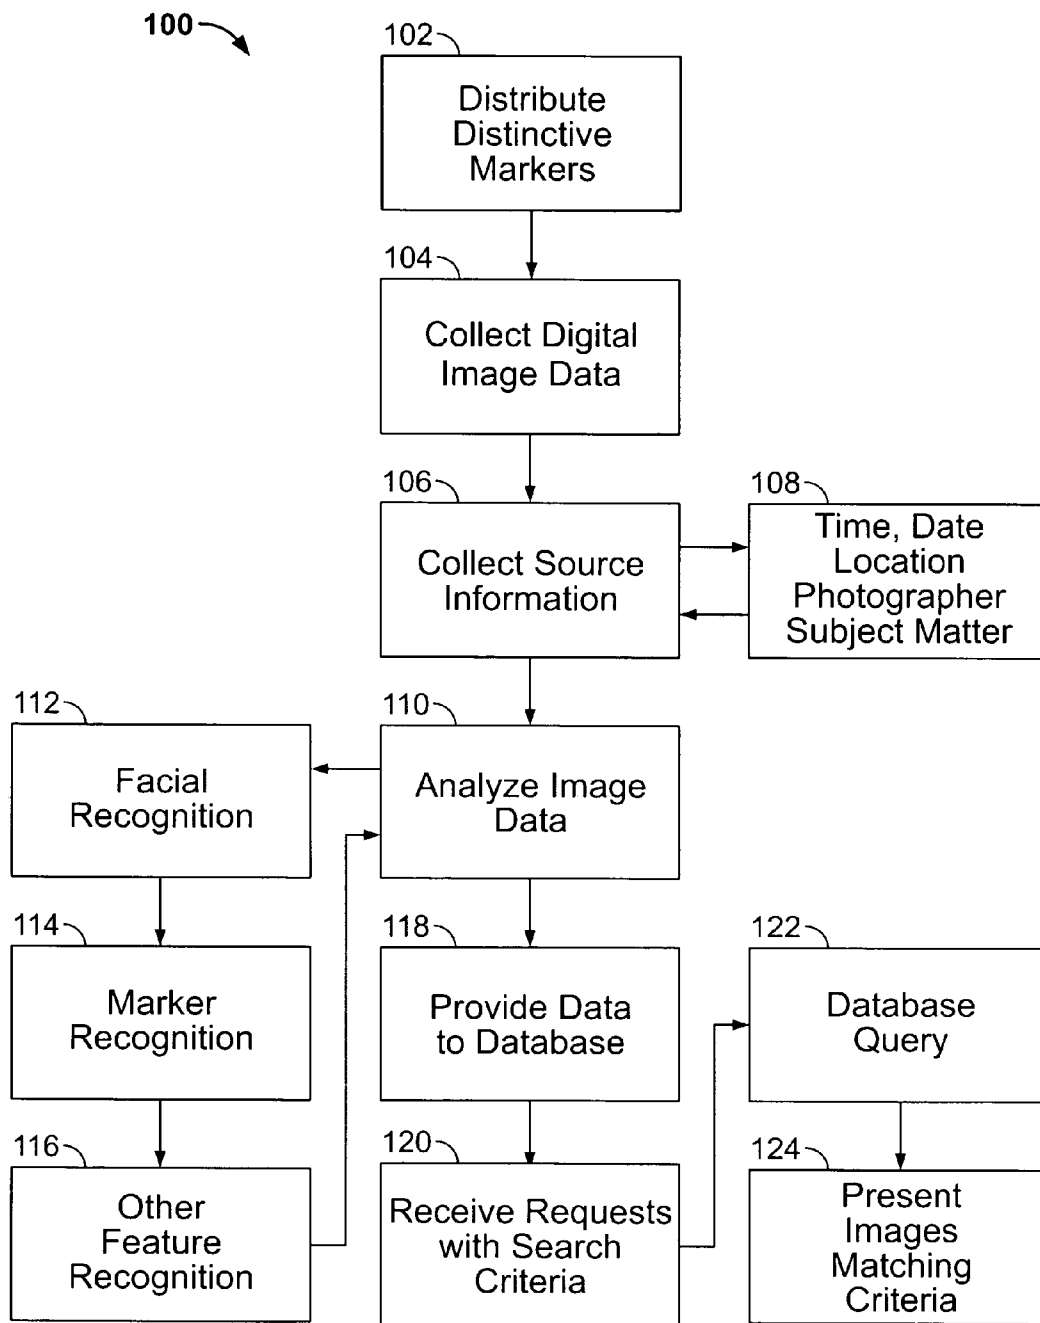 100
102
Distribute
Distinctive
Markers
104
Collect Digital
Image Data
106
Collect Source
Information
108
Time, Date
Location
Photographer
Subject Matter
110
Analyze Image
Data
112
Facial
Recognition
114
Marker
Recognition
116
Other
Feature
Recognition
118
Provide Data
to Database
120
Receive Requests
with Search
Criteria
122
Database
Query
124
Present
Images
Matching
Criteria